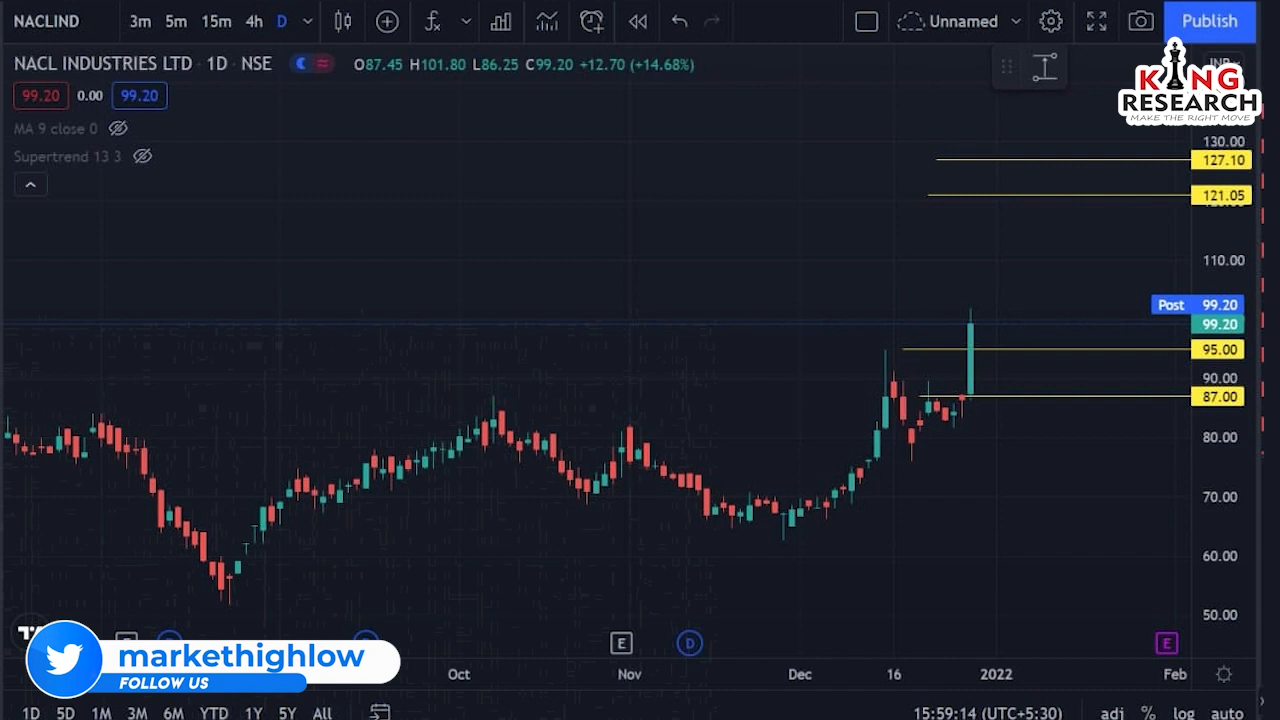 NACLIND 3m 5m 15m 4h D Unnamed Publish
NACL INDUSTRIES LTD · 1D · NSE O87.45 H101.80 L86.25 C99.20 +12.70 (+14.68%)
99.20 0.00 99.20
MA 9 close 0
Supertrend 13 3
KING
RESEARCH
MAKE THE RIGHT MOVE
130.00
127.10
121.05
110.00
Post 99.20
99.20
95.00
90.00
87.00
80.00
70.00
60.00
50.00
E D E
markethighlow
FOLLOW US
Oct Nov Dec 16 2022 Feb
1D 5D 1M 3M 6M YTD 1Y 5Y All 15:59:14 (UTC+5:30) adj % log auto